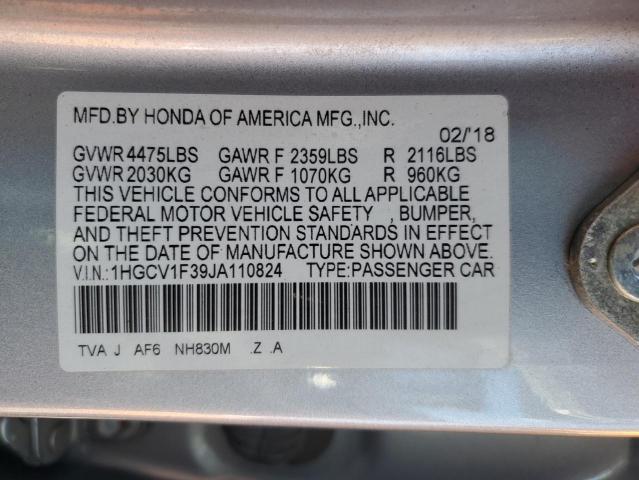 MFD.BY HONDA OF AMERICA MFG.,INC.
02/'18
GVWR 4475LBS GAWR F 2359LBS R 2116LBS
GVWR 2030KG GAWR F 1070KG R 960KG
THIS VEHICLE CONFORMS TO ALL APPLICABLE
FEDERAL MOTOR VEHICLE SAFETY , BUMPER,
AND THEFT PREVENTION STANDARDS IN EFFECT
ON THE DATE OF MANUFACTURE SHOWN ABOVE.
V.I.N.:1HGCV1F39JA110824 TYPE:PASSENGER CAR
TVA J AF6 NH830M .Z .A